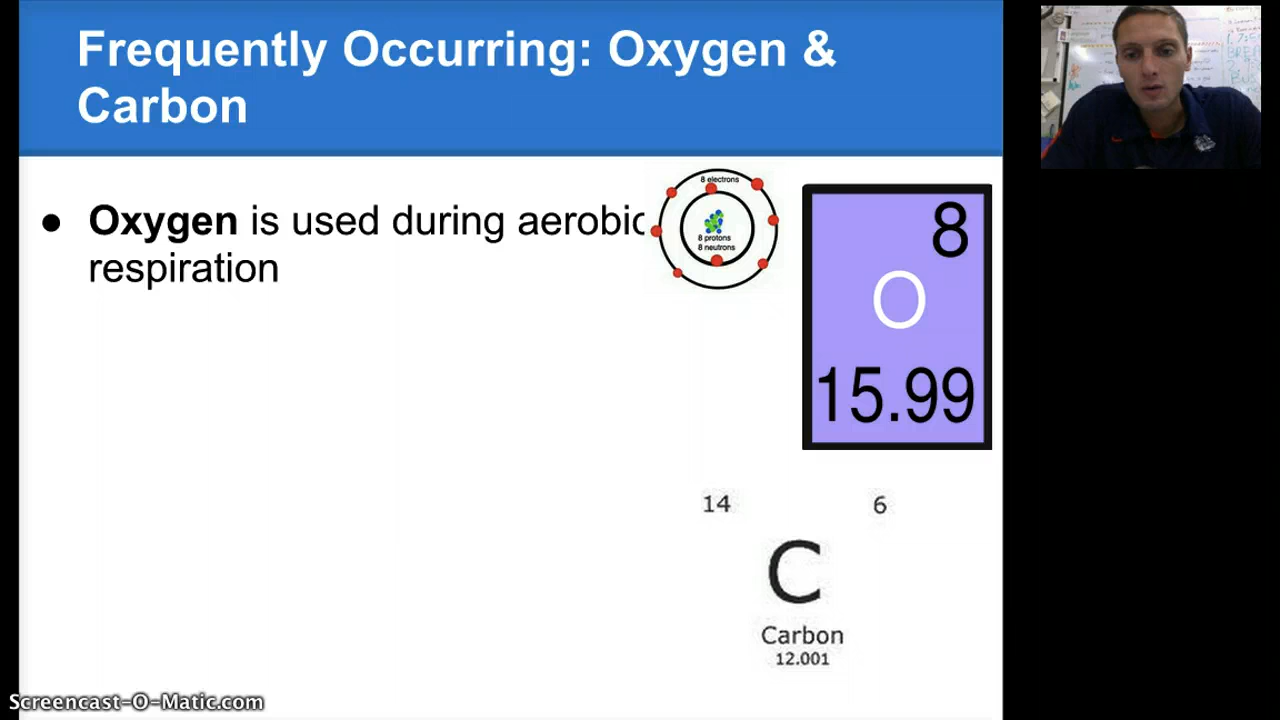 Frequently Occurring: Oxygen &
Carbon
● Oxygen is used during aerobic
respiration
8 electrons
8 protons
8 neutrons
8
O
15.99
14 6
C
Carbon
12.001
Screencast-O-Matic.com